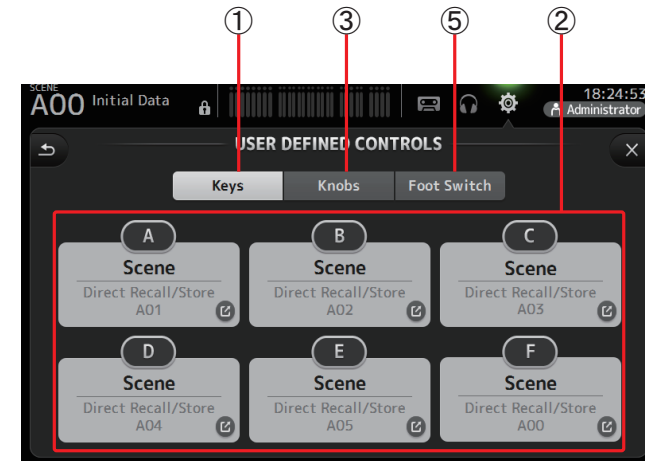 ① ③ ⑤ ②
SCENE
A00 Initial Data
18:24:53
Administrator
USER DEFINED CONTROLS
Keys Knobs Foot Switch
A B C
Scene Scene Scene
Direct Recall/Store Direct Recall/Store Direct Recall/Store
A01 A02 A03
D E F
Scene Scene Scene
Direct Recall/Store Direct Recall/Store Direct Recall/Store
A04 A05 A00